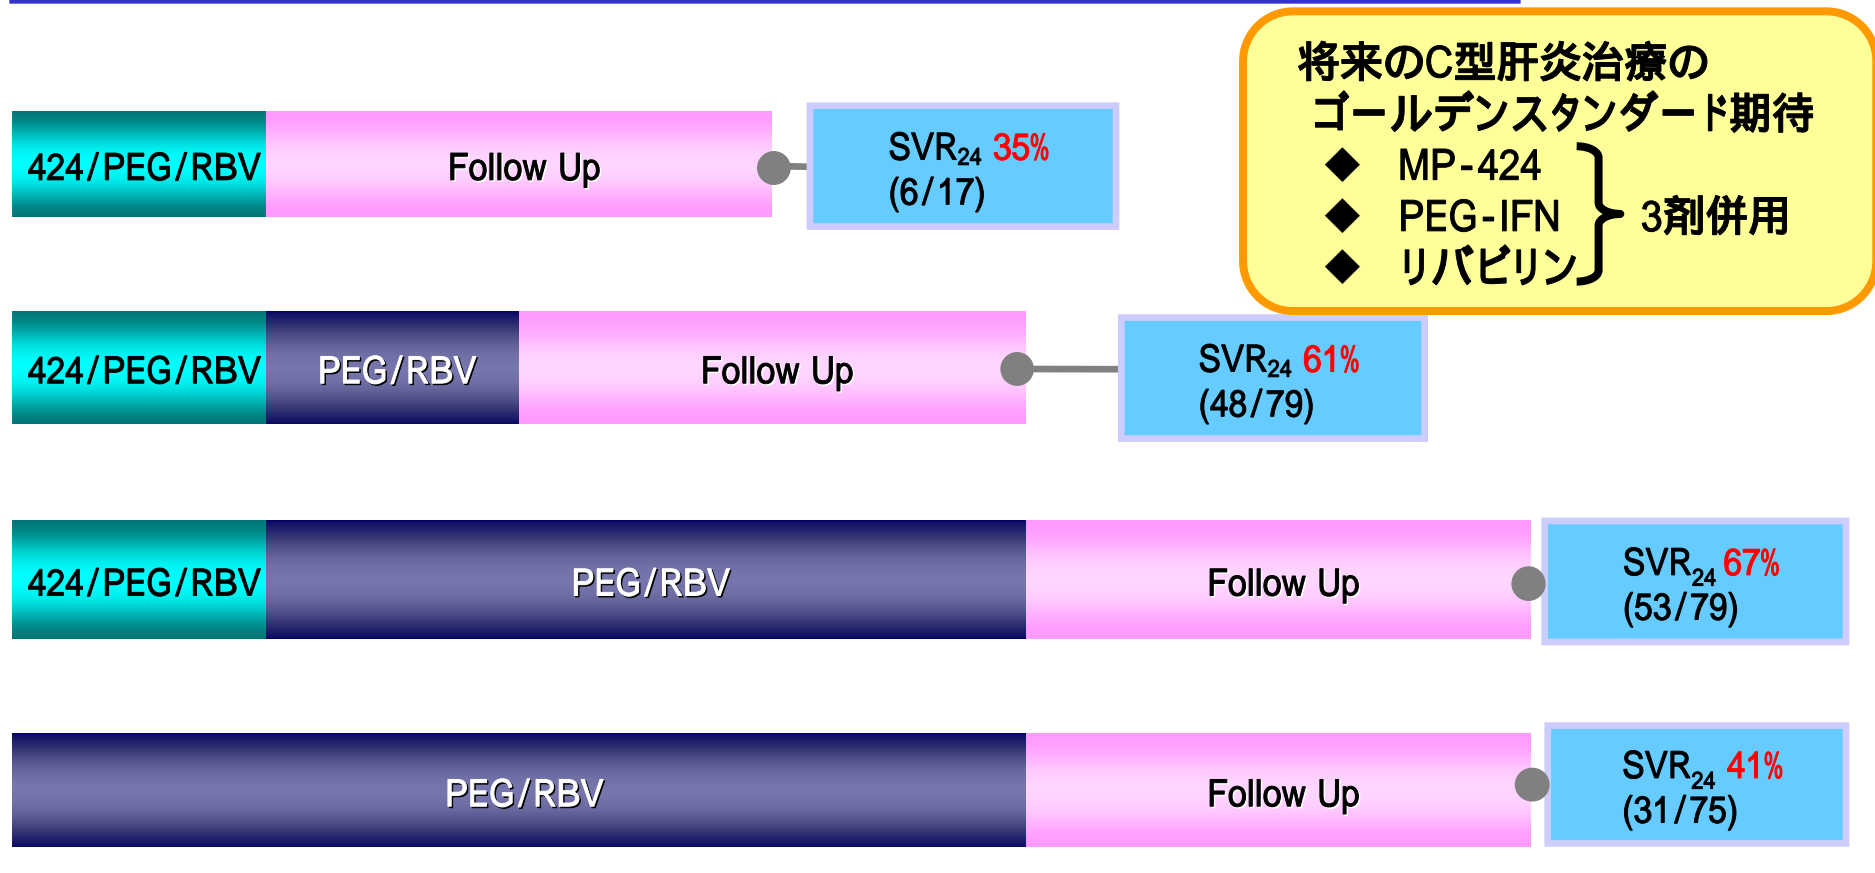 将来のC型肝炎治療の
ゴールデンスタンダード期待
◆ MP-424
◆ PEG-IFN
◆ リバビリン
3剤併用
424/PEG/RBV
Follow Up
SVR24 35%
(6/17)
424/PEG/RBV
PEG/RBV
Follow Up
SVR24 61%
(48/79)
424/PEG/RBV
PEG/RBV
Follow Up
SVR24 67%
(53/79)
PEG/RBV
Follow Up
SVR24 41%
(31/75)